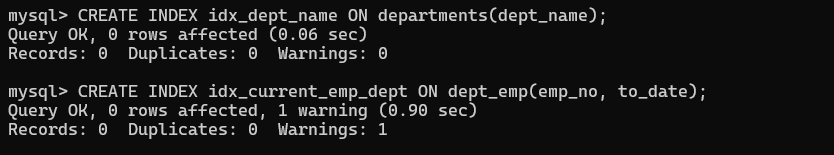 mysql> CREATE INDEX idx_dept_name ON departments(dept_name);
Query OK, 0 rows affected (0.06 sec)
Records: 0  Duplicates: 0  Warnings: 0

mysql> CREATE INDEX idx_current_emp_dept ON dept_emp(emp_no, to_date);
Query OK, 0 rows affected, 1 warning (0.90 sec)
Records: 0  Duplicates: 0  Warnings: 1